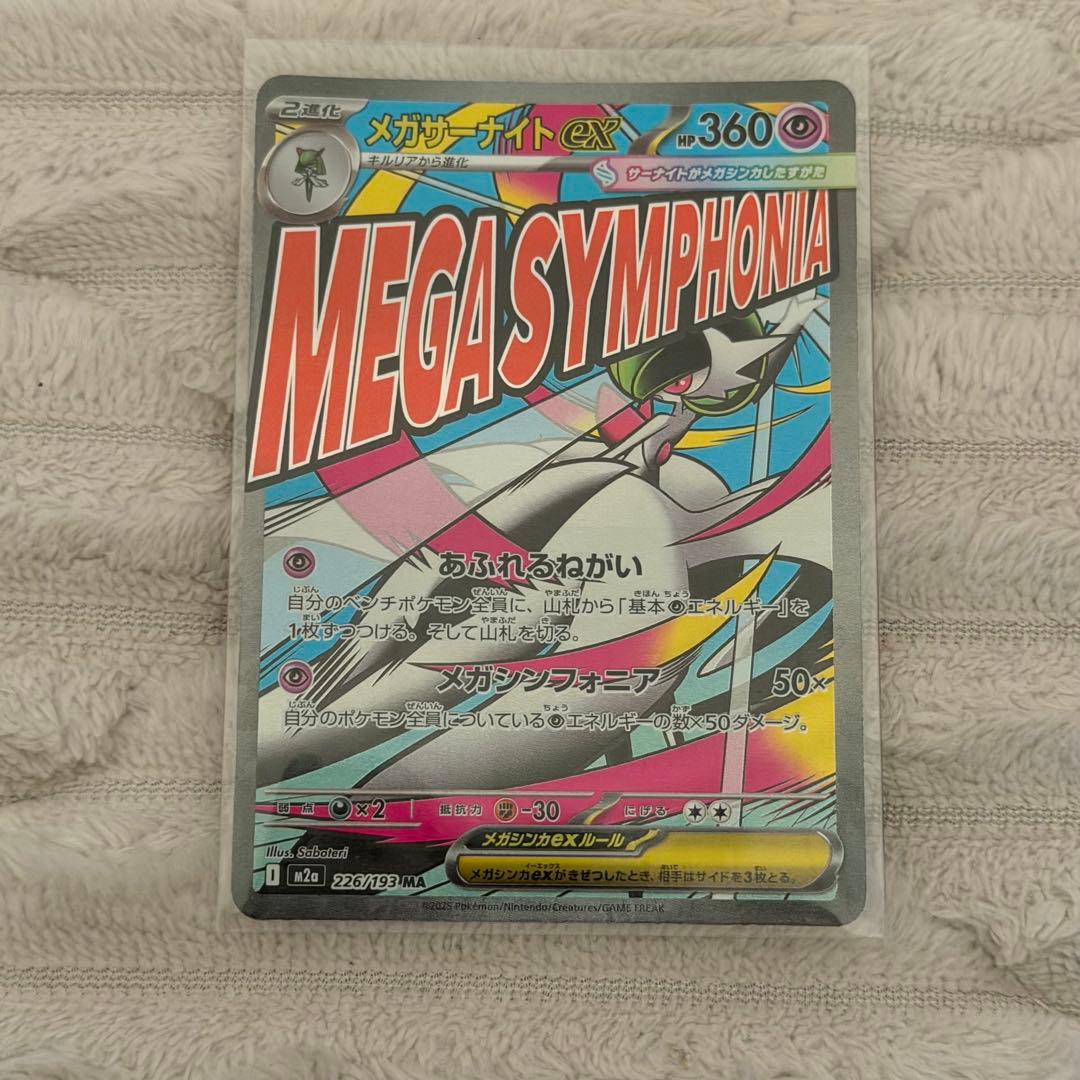 2進化
メガサーナイトex
HP360
キルリアから進化
サーナイトがメガシンカしたすがた
MEGA SYMPHONIA
あふれるねがい
自分のベンチポケモン全員に、山札から「基本エネルギー」を
1枚ずつつける。そして山札を切る。
メガシンフォニア 50×
自分のポケモン全員についているエネルギーの数×50ダメージ。
弱点 ×2 抵抗力 -30 にげる
Illus. Saboteri
メガシンカexルール
メガシンカexがきぜつしたとき、相手はサイドを3枚とる。
I m2a 226/193 MA
©2025 Pokémon/Nintendo/Creatures/GAME FREAK